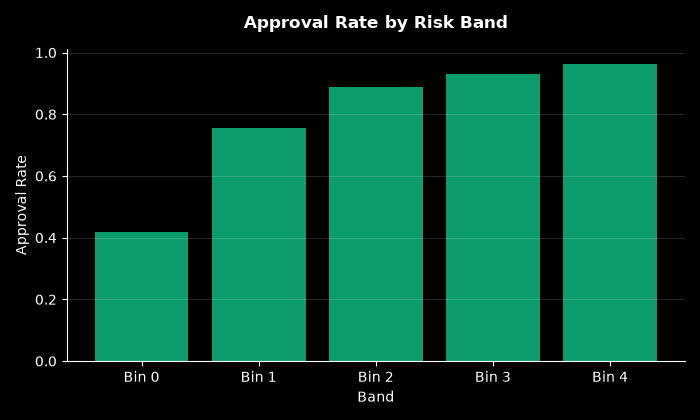 Approval Rate by Risk Band
Approval Rate
1.0
0.8
0.6
0.4
0.2
0.0
Bin 0
Bin 1
Bin 2
Bin 3
Bin 4
Band